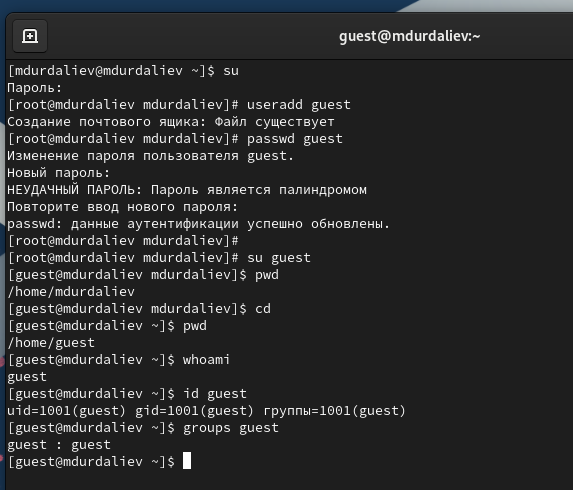 guest@mdurdaliev:~
[mdurdaliev@mdurdaliev ~]$ su
Пароль:
[root@mdurdaliev mdurdaliev]# useradd guest
Создание почтового ящика: Файл существует
[root@mdurdaliev mdurdaliev]# passwd guest
Изменение пароля пользователя guest.
Новый пароль:
НЕУДАЧНЫЙ ПАРОЛЬ: Пароль является палиндромом
Повторите ввод нового пароля:
passwd: данные аутентификации успешно обновлены.
[root@mdurdaliev mdurdaliev]#
[root@mdurdaliev mdurdaliev]# su guest
[guest@mdurdaliev mdurdaliev]$ pwd
/home/mdurdaliev
[guest@mdurdaliev mdurdaliev]$ cd
[guest@mdurdaliev ~]$ pwd
/home/guest
[guest@mdurdaliev ~]$ whoami
guest
[guest@mdurdaliev ~]$ id guest
uid=1001(guest) gid=1001(guest) группы=1001(guest)
[guest@mdurdaliev ~]$ groups guest
guest : guest
[guest@mdurdaliev ~]$